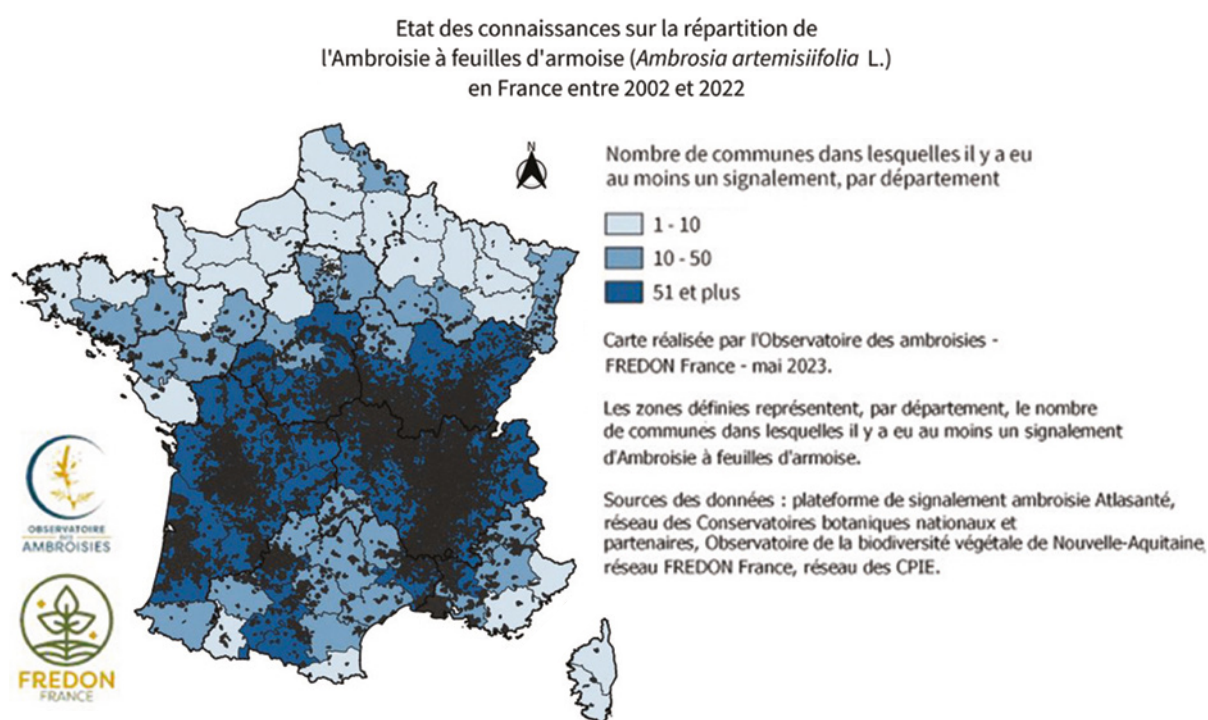 Etat des connaissances sur la répartition de
l'Ambroisie à feuilles d'armoise (Ambrosia artemisiifolia L.)
en France entre 2002 et 2022
N
Nombre de communes dans lesquelles il y a eu
au moins un signalement, par département
1 - 10
10 - 50
51 et plus
Carte réalisée par l'Observatoire des ambroisies -
FREDON France - mai 2023.
Les zones définies représentent, par département, le nombre
de communes dans lesquelles il y a eu au moins un signalement
d'Ambroisie à feuilles d'armoise.
Sources des données : plateforme de signalement ambroisie Atlasanté,
réseau des Conservatoires botaniques nationaux et
partenaires, Observatoire de la biodiversité végétale de Nouvelle-Aquitaine
réseau FREDON France, réseau des CPIE.
OBSERVATOIRE
DES
AMBROISIES
FREDON
FRANCE